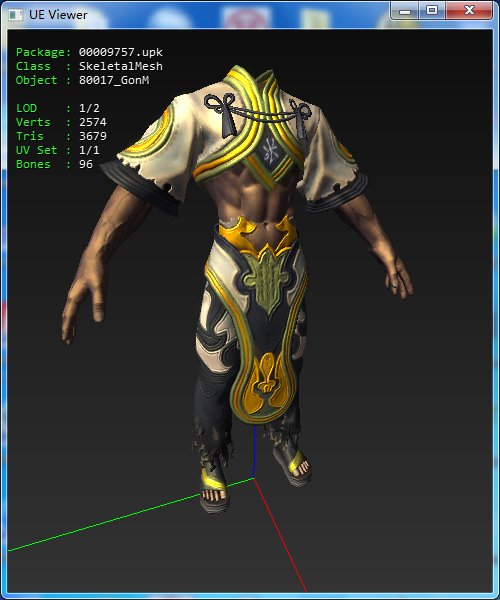 UE Viewer
Package: 00009757.upk
Class : SkeletalMesh
Object : 80017_GonM
LOD : 1/2
Verts : 2574
Tris : 3679
UV Set : 1/1
Bones : 96